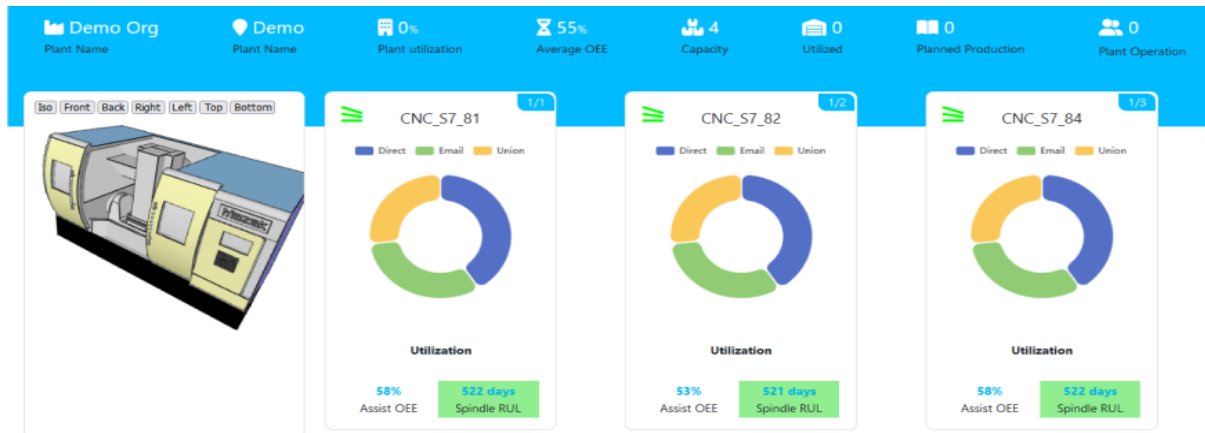 Demo Org
Plant Name
Demo
Plant Name
0%
Plant utilization
55%
Average OEE
4
Capacity
0
Utilized
0
Planned Production
0
Plant Operation
Iso Front Back Right Left Top Bottom
Mazak
1/1
CNC_S7_81
Direct Email Union
Utilization
58%
Assist OEE
522 days
Spindle RUL
1/2
CNC_S7_82
Direct Email Union
Utilization
53%
Assist OEE
521 days
Spindle RUL
1/3
CNC_S7_84
Direct Email Union
Utilization
58%
Assist OEE
522 days
Spindle RUL